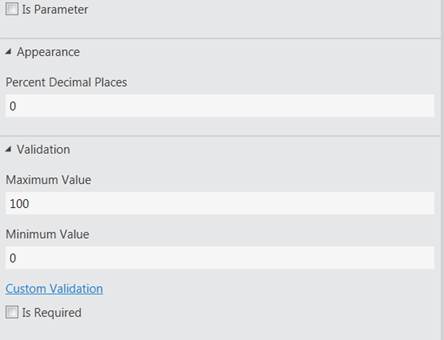 Is Parameter
Appearance
Percent Decimal Places
0
Validation
Maximum Value
100
Minimum Value
0
Custom Validation
Is Required